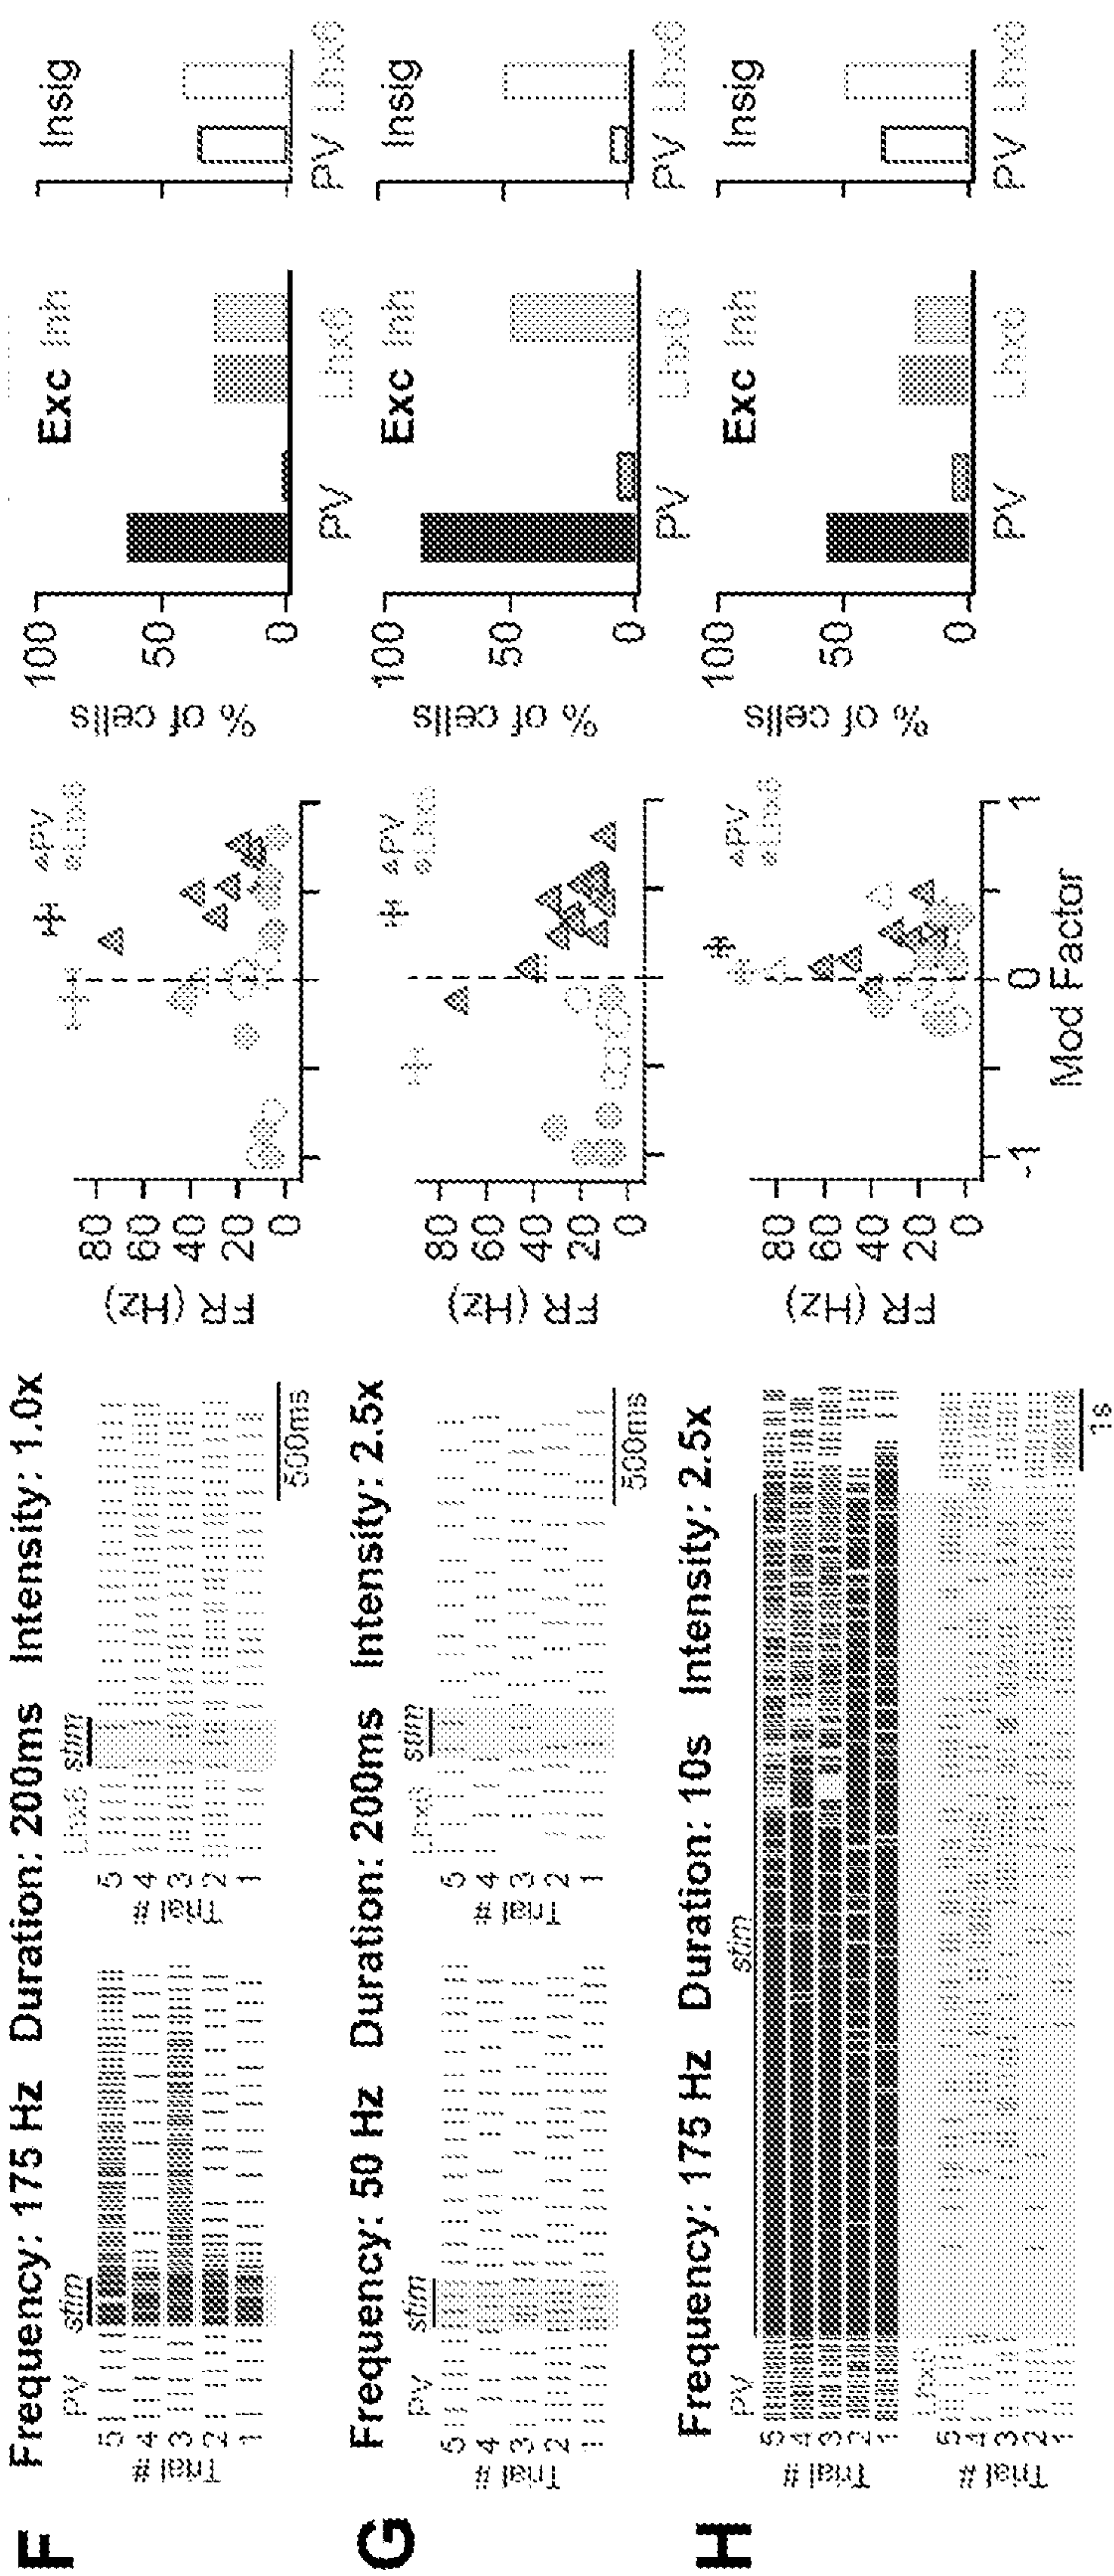 F Frequency: 175 Hz Duration: 200ms Intensity: 1.0x
PV stim
Trial #
5
4
3
2
1
Lhx6 stim
Trial #
5
4
3
2
1
500ms
FR (Hz)
80
60
40
20
0
PV
Lhx6
% of cells
100
50
0
Exc Inh
PV Lhx6
Insig
PV Lhx6
G Frequency: 50 Hz Duration: 200ms Intensity: 2.5x
PV stim
Trial #
5
4
3
2
1
Lhx6 stim
Trial #
5
4
3
2
1
500ms
FR (Hz)
80
60
40
20
0
PV
Lhx6
% of cells
100
50
0
Exc Inh
PV Lhx6
Insig
PV Lhx6
H Frequency: 175 Hz Duration: 10s Intensity: 2.5x
PV stim
Trial #
5
4
3
2
1
Lhx6
Trial #
5
4
3
2
1
1s
FR (Hz)
80
60
40
20
0
PV
Lhx6
-1 0 1
Mod Factor
% of cells
100
50
0
Exc Inh
PV Lhx6
Insig
PV Lhx6